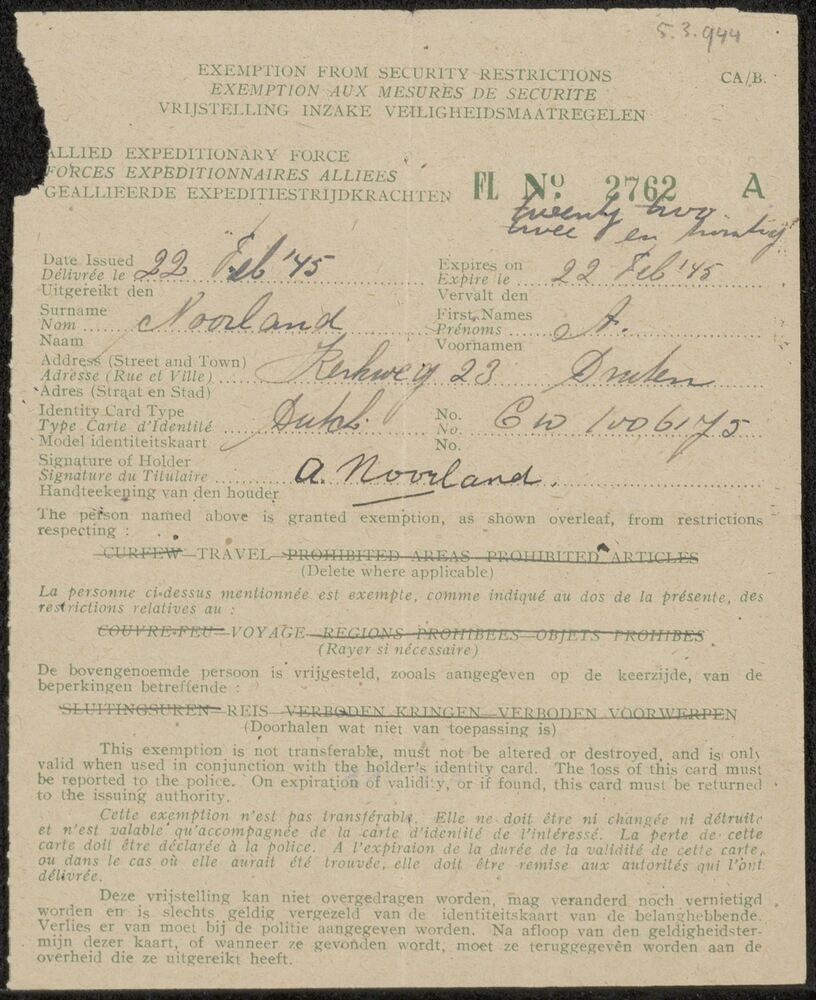 5.3.944
EXEMPTION FROM SECURITY RESTRICTIONS
CA/B.
EXEMPTION AUX MESURES DE SECURITE
VRIJSTELLING INZAKE VEILIGHEIDSMAATREGELEN
ALLIED EXPEDITIONARY FORCE
FORCES EXPEDITIONNAIRES ALLIEES
GEALLIEERDE EXPEDITIESTRIJDKRACHTEN
FL Nº 2762 A
twenty two
twee en twintig
Date Issued
Délivrée le 22 Feb '45
Uitgereikt den
Expires on
Expire le 22 Feb '45
Vervalt den
Surname
Nom Noorland
Naam
First Names
Prénoms A.
Voornamen
Address (Street and Town)
Adresse (Rue et Ville) Kerkweg 23 Druten
Adres (Straat en Stad)
Identity Card Type
Type Carte d'Identité Dutch
Model identiteitskaart
No.
No. GW 1006175
No.
Signature of Holder
Signature du Titulaire A. Noorland.
Handteekening van den houder
The person named above is granted exemption, as shown overleaf, from restrictions
respecting :
CURFEW TRAVEL PROHIBITED AREAS PROHIBITED ARTICLES
(Delete where applicable)
La personne ci-dessus mentionnée est exempte, comme indiqué au dos de la présente, des
restrictions relatives au :
COUVRE-FEU VOYAGE REGIONS PROHIBEES OBJETS PROHIBES
(Rayer si nécessaire)
De bovengenoemde persoon is vrijgesteld, zooals aangegeven op de keerzijde, van de
beperkingen betreffende :
SLUITINGSUREN REIS VERBODEN KRINGEN VERBODEN VOORWERPEN
(Doorhalen wat niet van toepassing is)
This exemption is not transferable, must not be altered or destroyed, and is only
valid when used in conjunction with the holder's identity card. The loss of this card must
be reported to the police. On expiration of validity, or if found, this card must be returned
to the issuing authority.
Cette exemption n'est pas transférable. Elle ne doit être ni changée ni détruite
et n'est valable qu'accompagnée de la carte d'identité de l'intéressé. La perte de cette
carte doit être déclarée à la police. A l'expiraion de la durée de la validité de cette carte,
ou dans le cas où elle aurait été trouvée, elle doit être remise aux autorités qui l'ont
délivrée.
Deze vrijstelling kan niet overgedragen worden, mag veranderd noch vernietigd
worden en is slechts geldig vergezeld van de identiteitskaart van de belanghebbende.
Verlies er van moet bij de politie aangegeven worden. Na afloop van den geldigheidster-
mijn dezer kaart, of wanneer ze gevonden wordt, moet ze teruggegeven worden aan de
overheid die ze uitgereikt heeft.